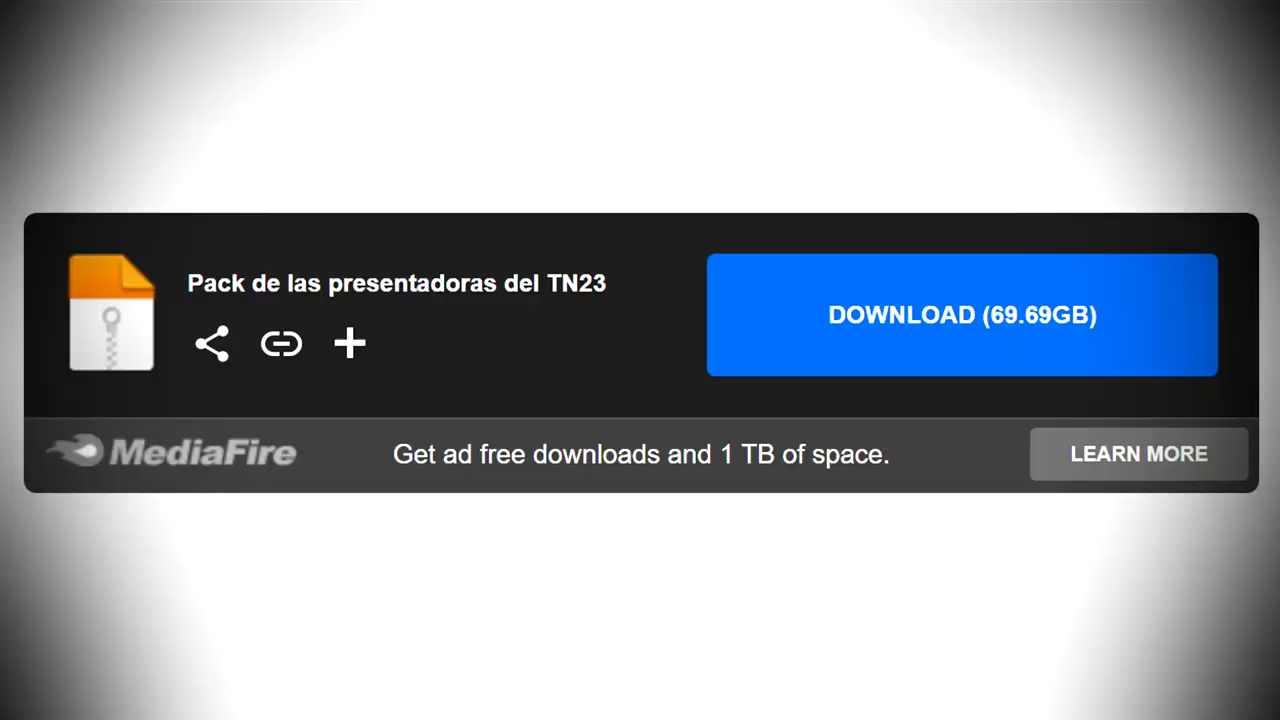 Pack de las presentadoras del TN23
DOWNLOAD (69.69GB)
MediaFire
Get ad free downloads and 1 TB of space.
LEARN MORE